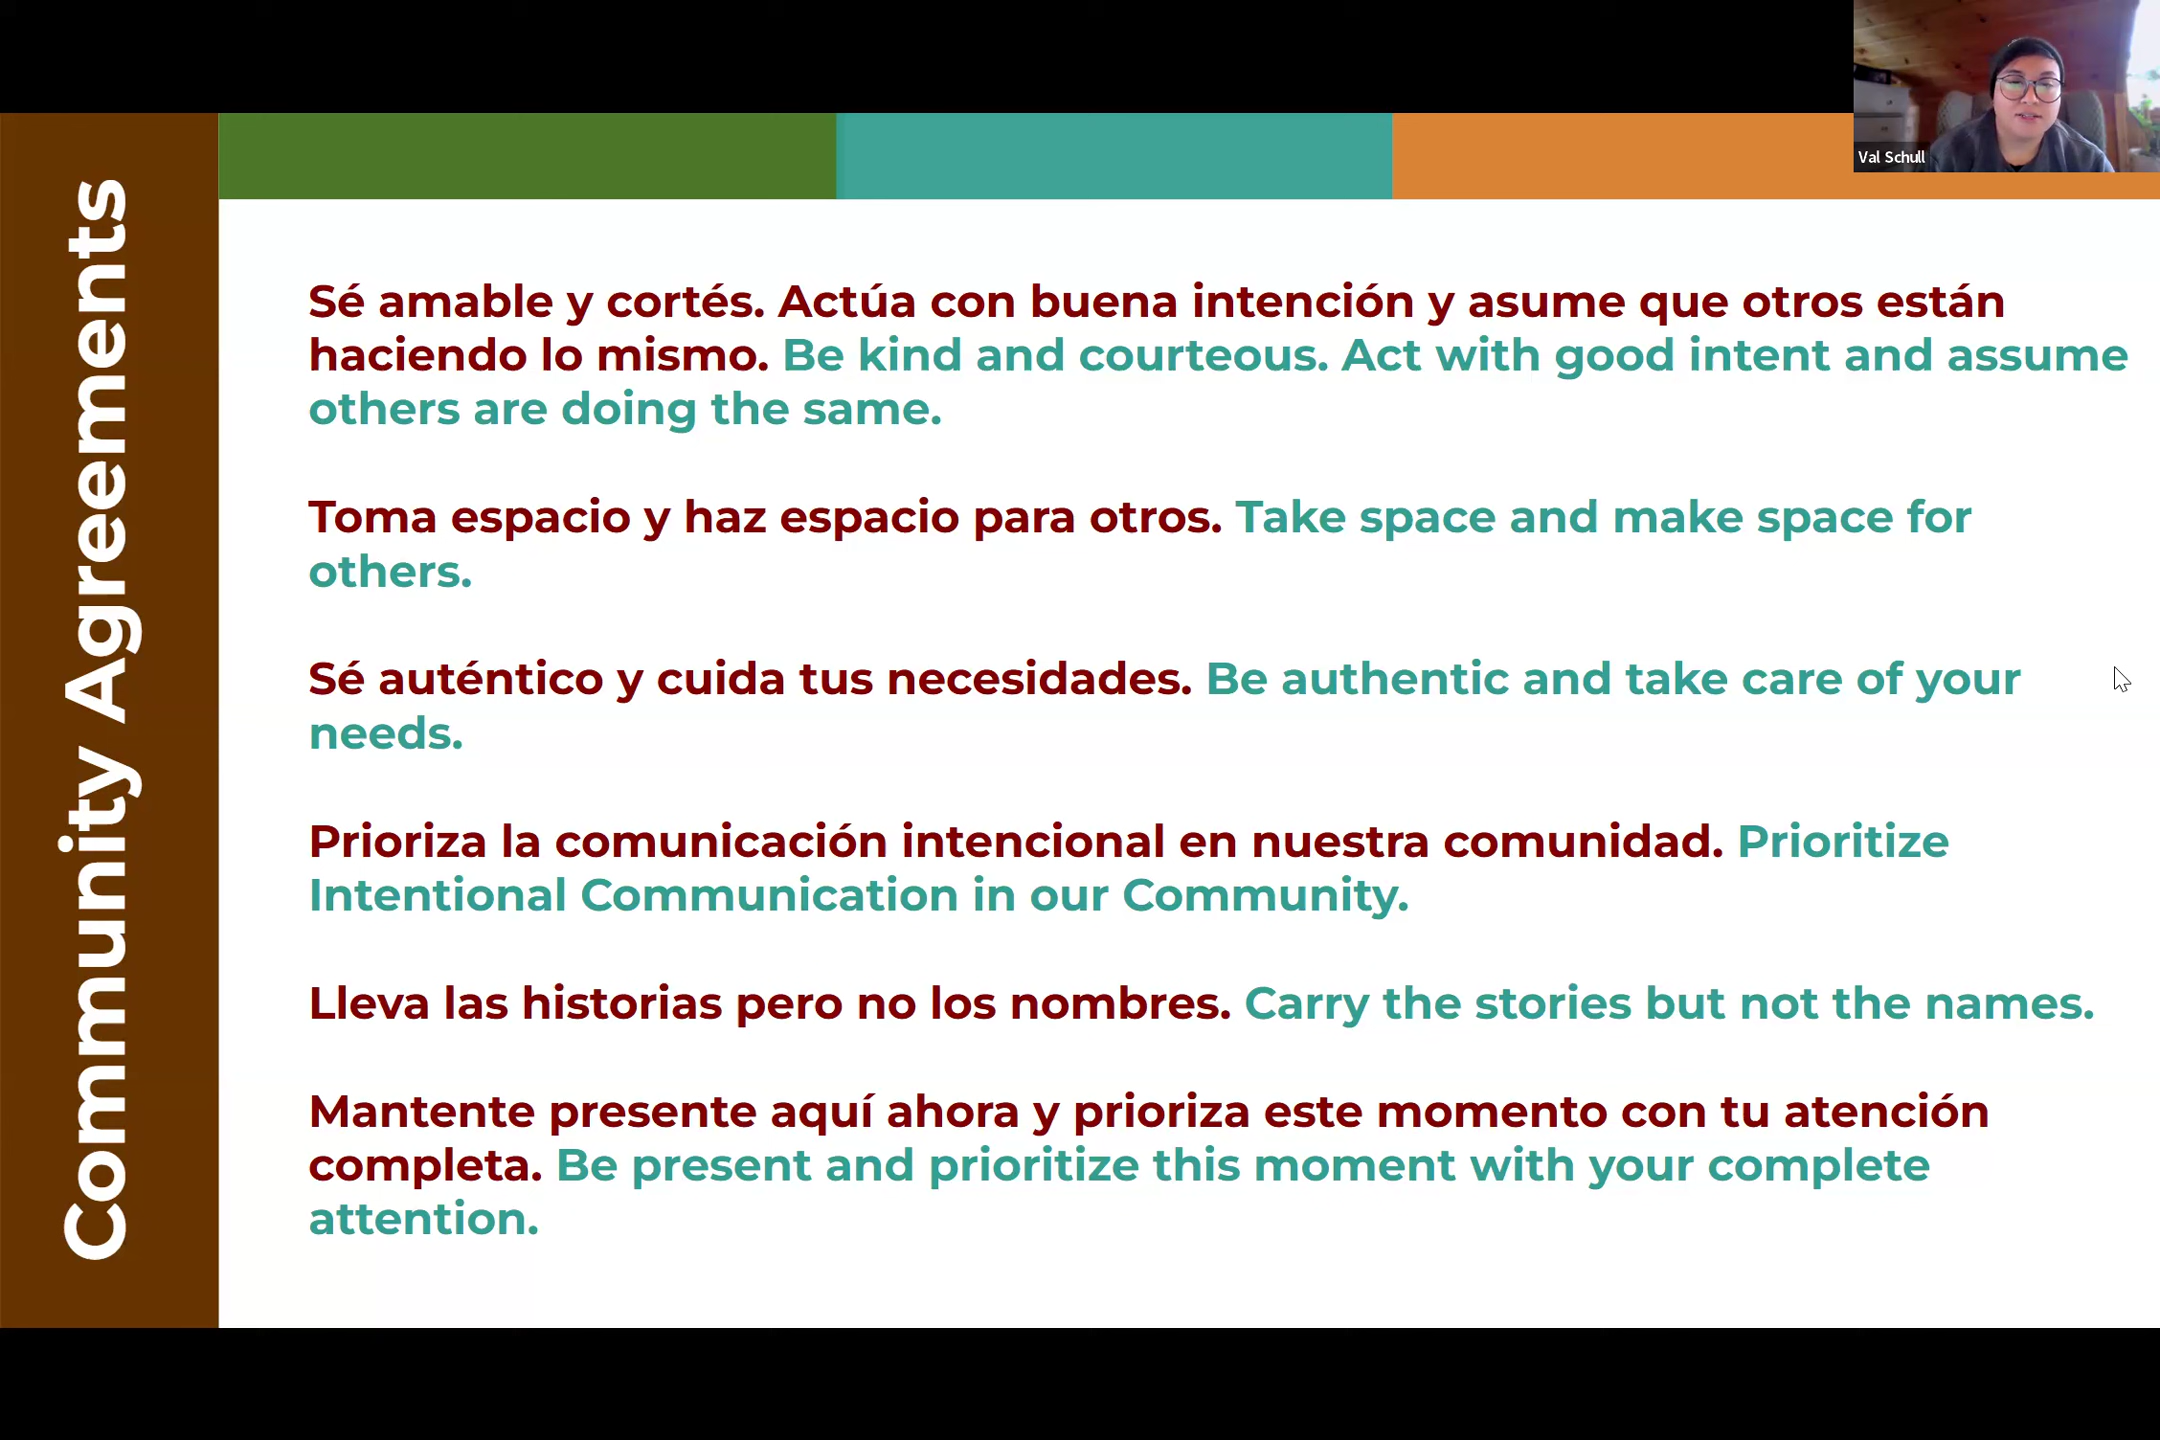 Val Schull
Community Agreements
Sé amable y cortés. Actúa con buena intención y asume que otros están
haciendo lo mismo. Be kind and courteous. Act with good intent and assume
others are doing the same.
Toma espacio y haz espacio para otros. Take space and make space for
others.
Sé auténtico y cuida tus necesidades. Be authentic and take care of your
needs.
Prioriza la comunicación intencional en nuestra comunidad. Prioritize
Intentional Communication in our Community.
Lleva las historias pero no los nombres. Carry the stories but not the names.
Mantente presente aquí ahora y prioriza este momento con tu atención
completa. Be present and prioritize this moment with your complete
attention.